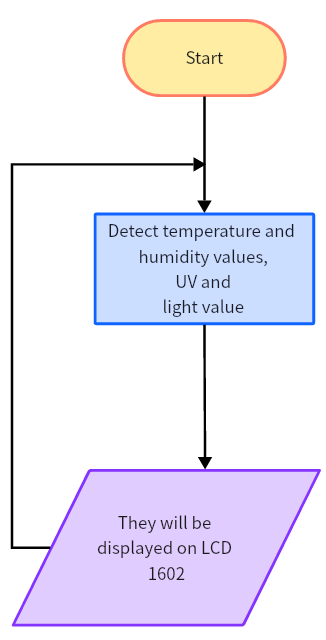 Start
Detect temperature and
humidity values,
UV and
light value
They will be
displayed on LCD
1602